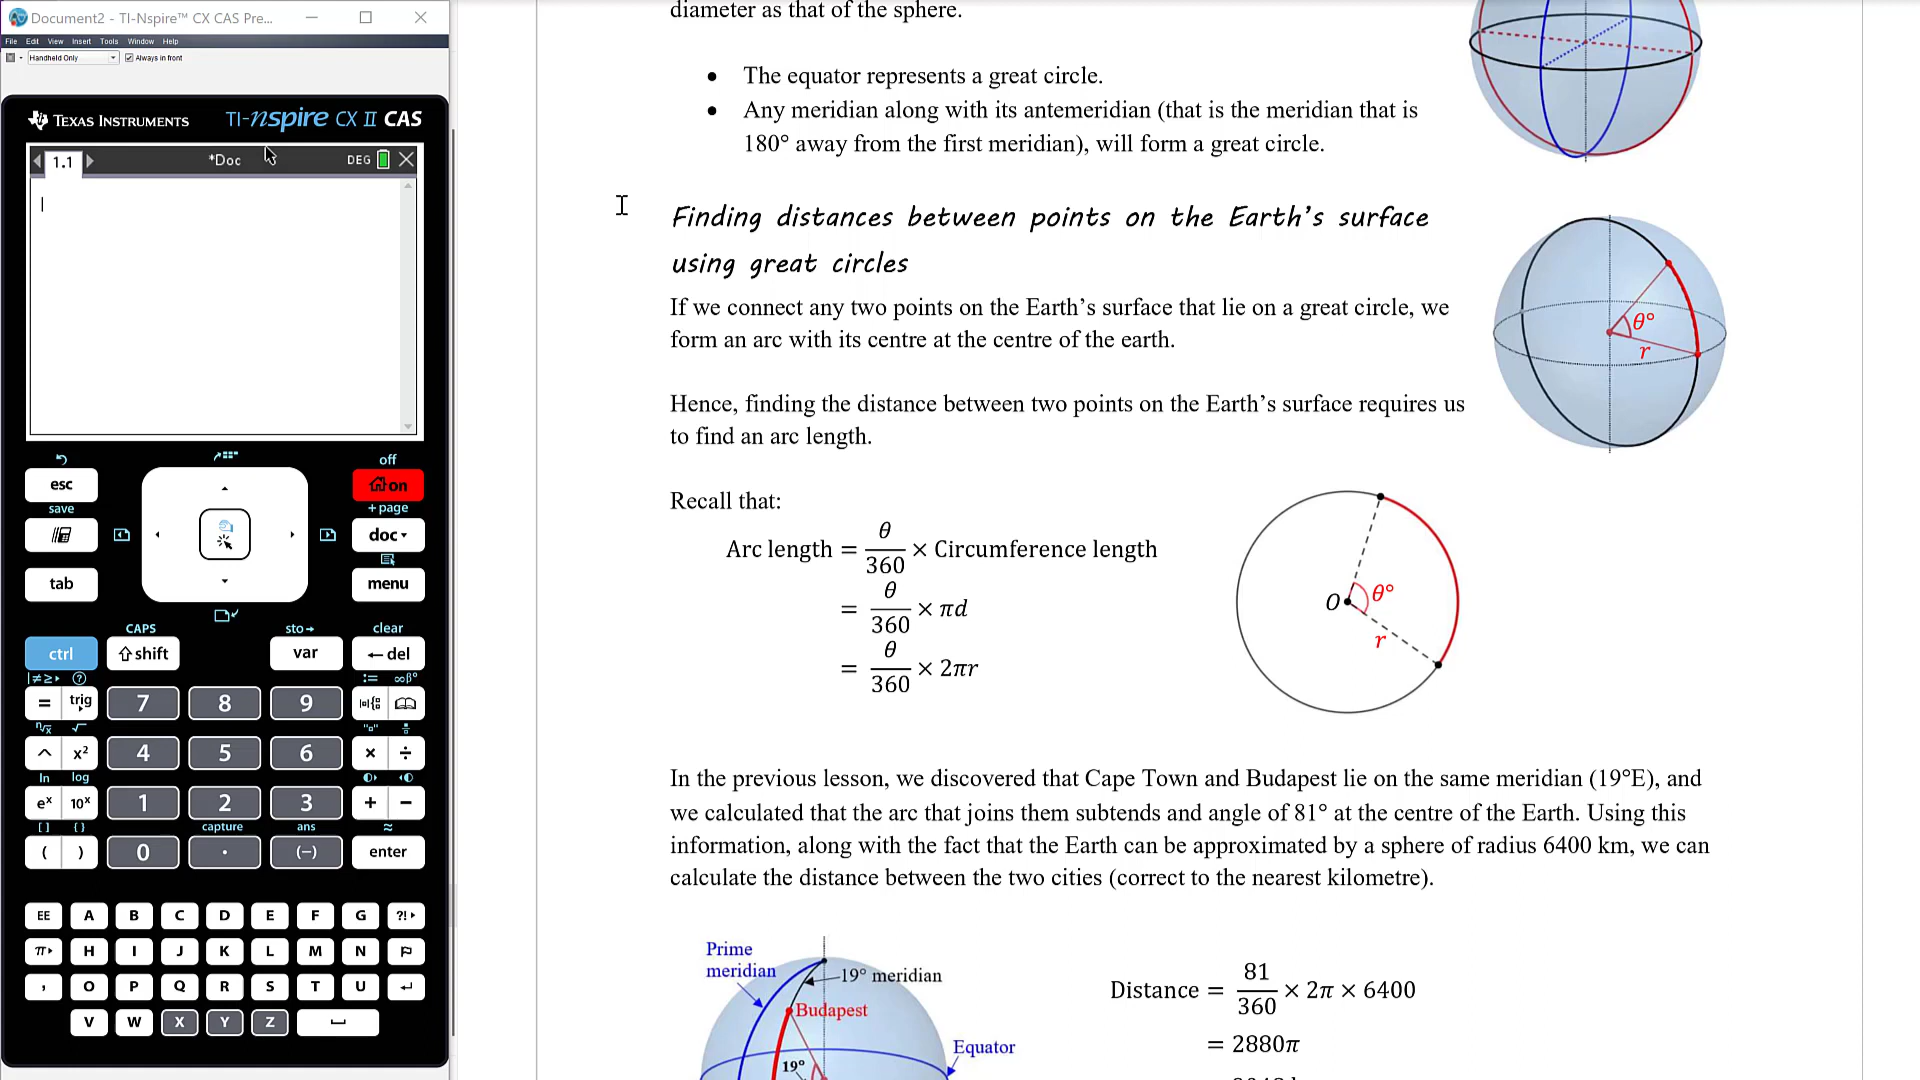 Document2 - TI-Nspire™ CX CAS Pre...
File Edit View Insert Tools Window Help
Handheld Only
Always in front
TEXAS INSTRUMENTS
TI-nspire CX II CAS
1.1
*Doc
DEG
off
esc
on
save
+ page
doc
tab
menu
CAPS
sto→
clear
ctrl
shift
var
← del
|≠≥▸ ?
:= ∞β°
= trig
7 8 9
ⁿ√x √
^ x²
4 5 6
× ÷
ln log
eˣ 10ˣ
1 2 3
+ −
[ ] { }
capture
ans
≈
( )
0 . (−)
enter
EE A B C D E F G ?!▸
π▸ H I J K L M N
, O P Q R S T U ↵
V W X Y Z
diameter as that of the sphere.
• The equator represents a great circle.
• Any meridian along with its antemeridian (that is the meridian that is
180° away from the first meridian), will form a great circle.
Finding distances between points on the Earth's surface
using great circles
If we connect any two points on the Earth's surface that lie on a great circle, we
form an arc with its centre at the centre of the earth.
θ°
r
Hence, finding the distance between two points on the Earth's surface requires us
to find an arc length.
Recall that:
Arc length = θ/360 × Circumference length
= θ/360 × πd
= θ/360 × 2πr
O
θ°
r
In the previous lesson, we discovered that Cape Town and Budapest lie on the same meridian (19°E), and
we calculated that the arc that joins them subtends and angle of 81° at the centre of the Earth. Using this
information, along with the fact that the Earth can be approximated by a sphere of radius 6400 km, we can
calculate the distance between the two cities (correct to the nearest kilometre).
Prime
meridian
19° meridian
Budapest
Equator
19°
Distance = 81/360 × 2π × 6400
= 2880π